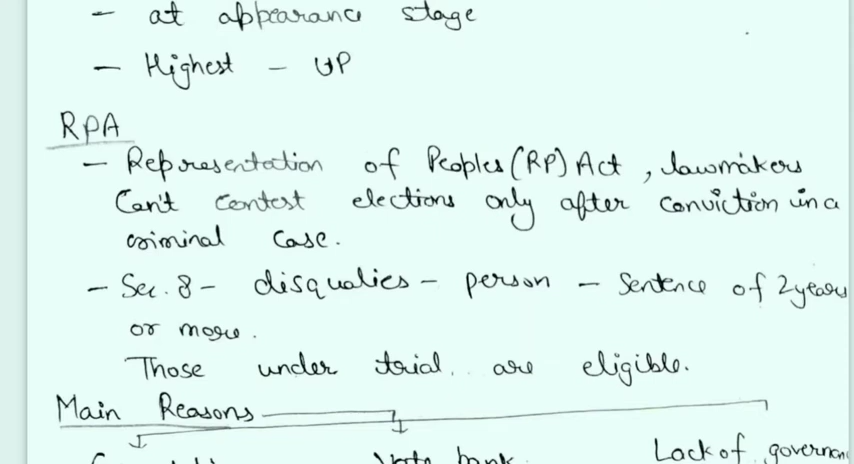 - at appearance stage
- Highest - UP
RPA
- Representation of Peoples (RP) Act, lawmakers
Can't contest elections only after conviction in a
criminal case.
- Sec. 8 - disqualies - person - Sentence of 2 years
or more.
Those under trial. are eligible.
Main Reasons
Vote bank Lack of governan